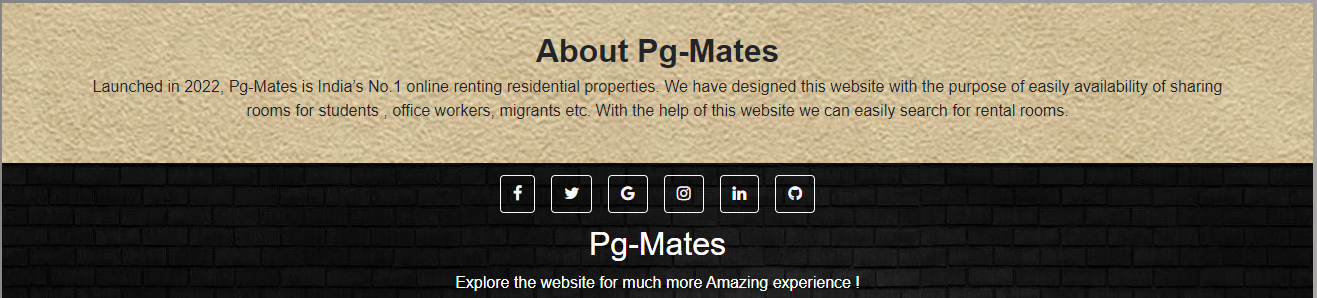 About Pg-Mates
Launched in 2022, Pg-Mates is India's No.1 online renting residential properties. We have designed this website with the purpose of easily availability of sharing
rooms for students , office workers, migrants etc. With the help of this website we can easily search for rental rooms.
Pg-Mates
Explore the website for much more Amazing experience !